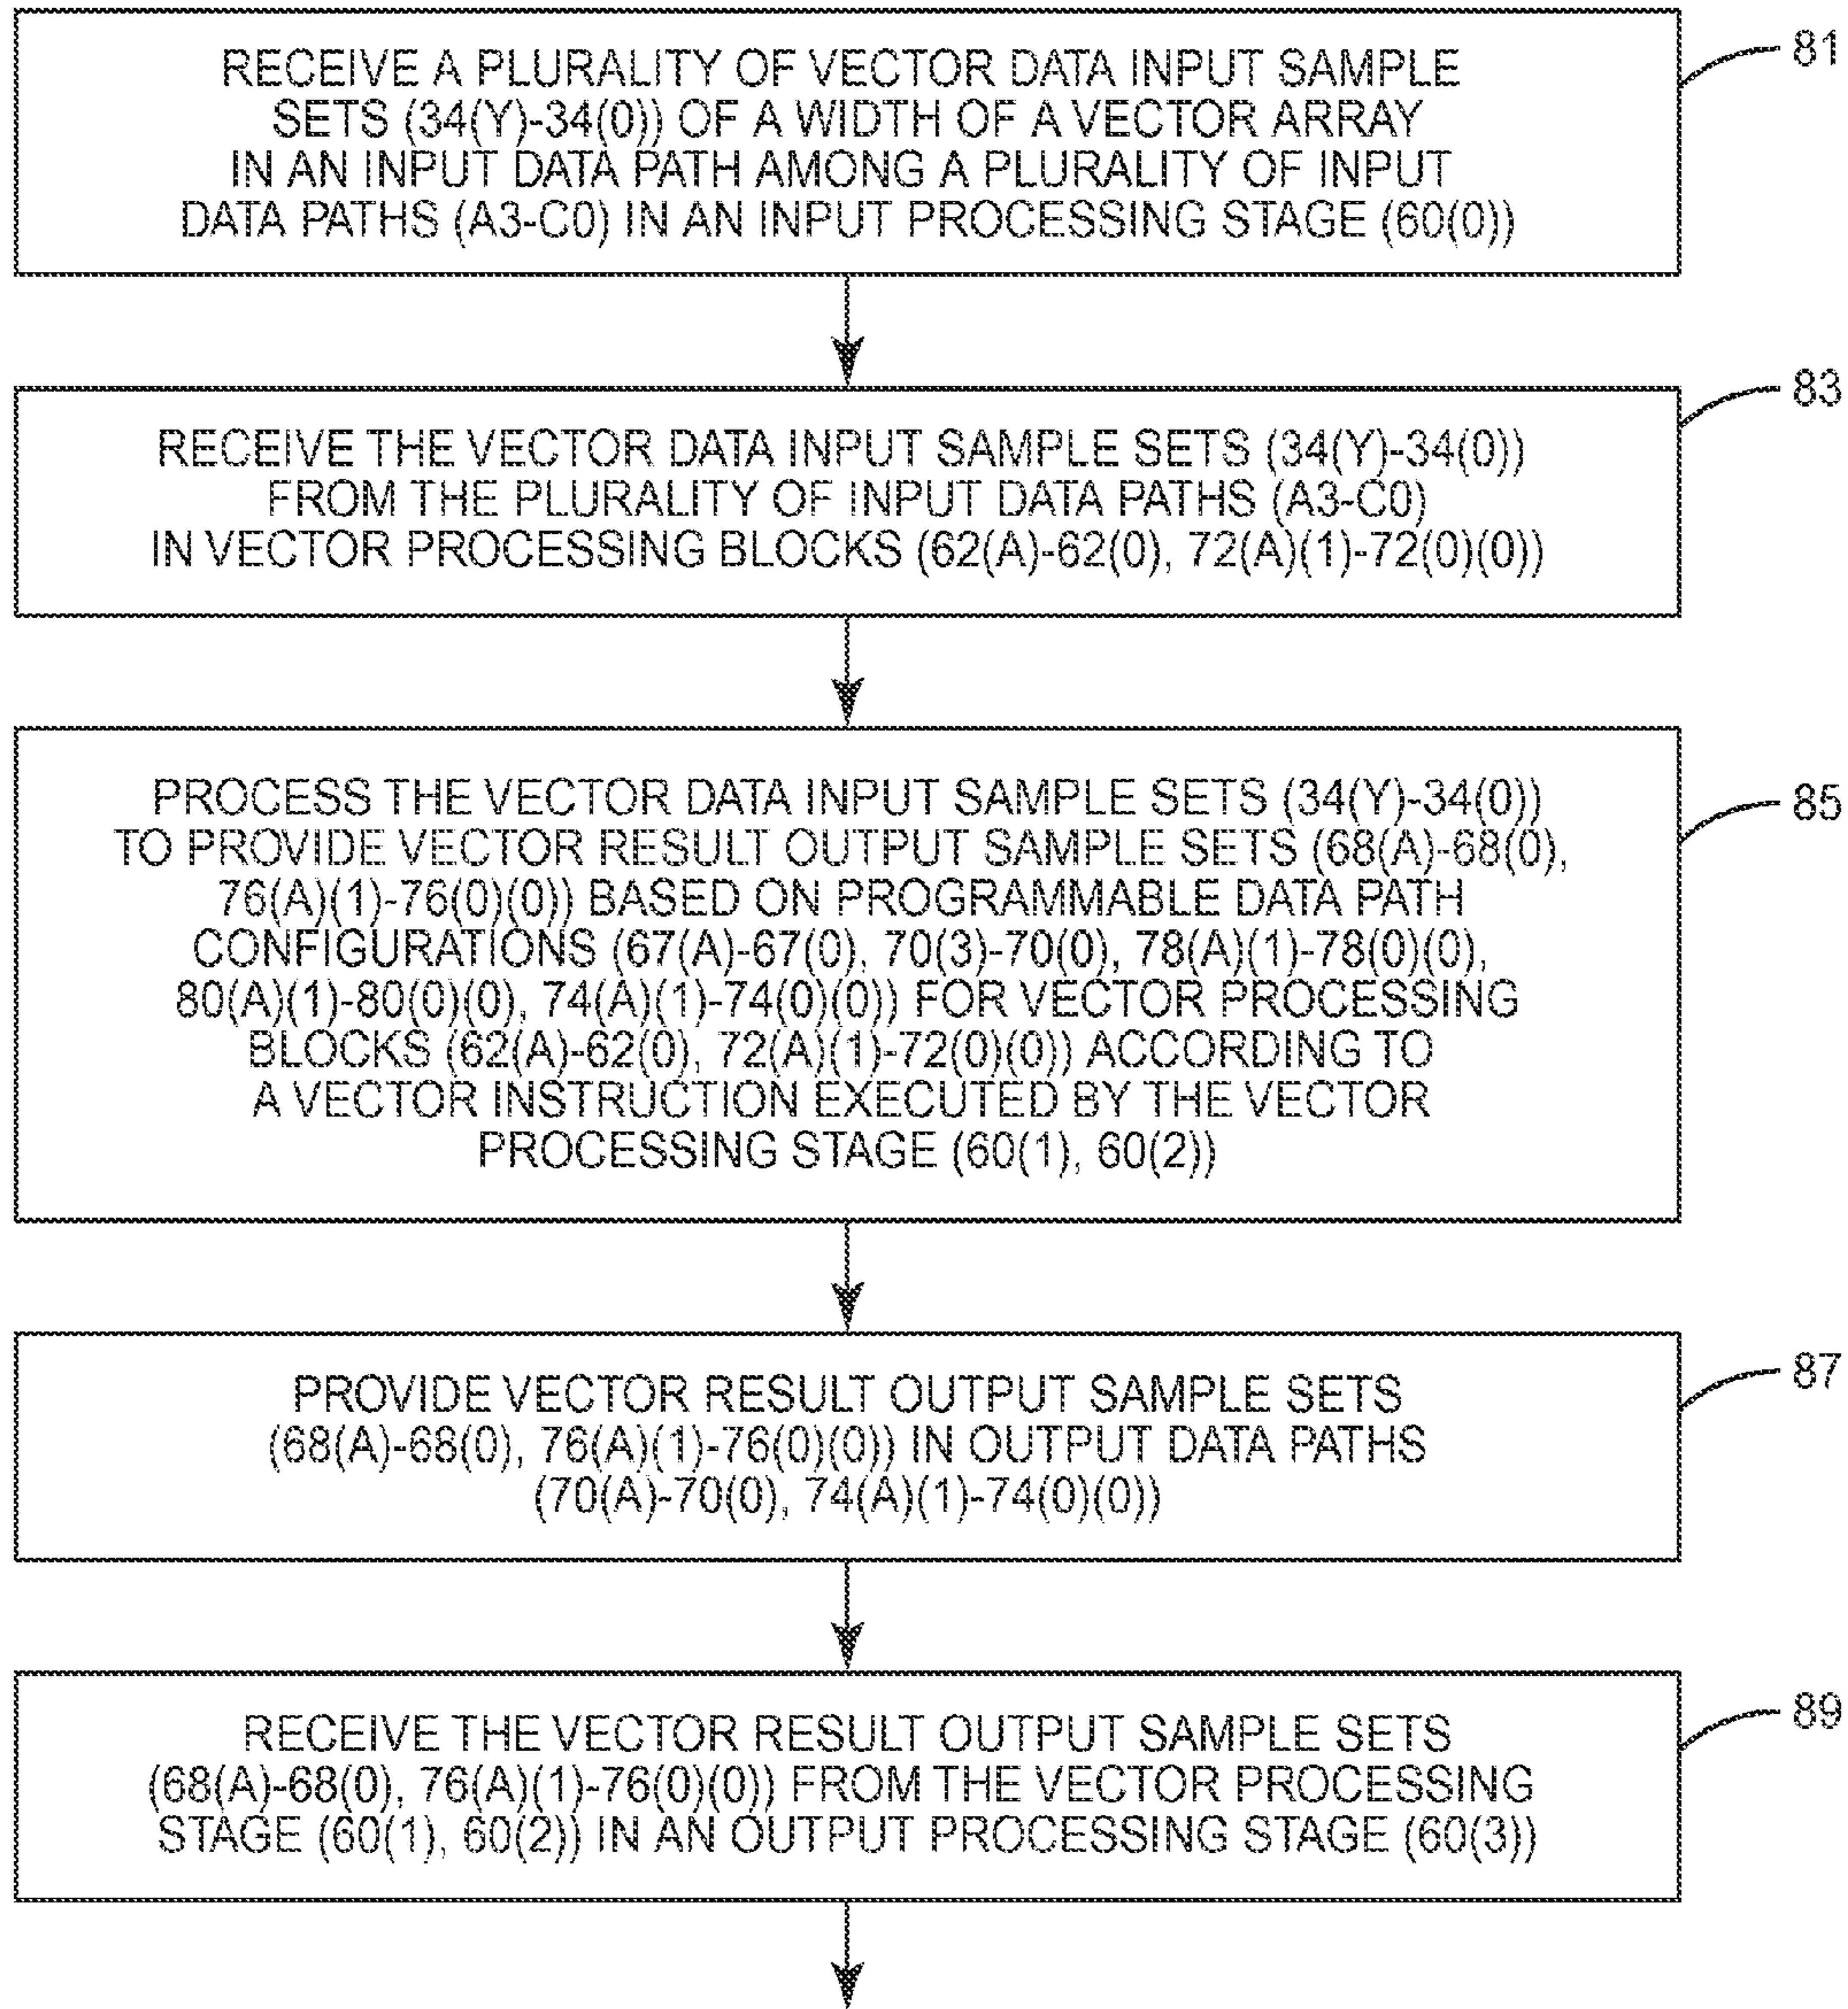 RECEIVE A PLURALITY OF VECTOR DATA INPUT SAMPLE
SETS (34(Y)-34(0)) OF A WIDTH OF A VECTOR ARRAY
IN AN INPUT DATA PATH AMONG A PLURALITY OF INPUT
DATA PATHS (A3-C0) IN AN INPUT PROCESSING STAGE (60(0))
81
RECEIVE THE VECTOR DATA INPUT SAMPLE SETS (34(Y)-34(0))
FROM THE PLURALITY OF INPUT DATA PATHS (A3-C0)
IN VECTOR PROCESSING BLOCKS (62(A)-62(0), 72(A)(1)-72(0)(0))
83
PROCESS THE VECTOR DATA INPUT SAMPLE SETS (34(Y)-34(0))
TO PROVIDE VECTOR RESULT OUTPUT SAMPLE SETS (68(A)-68(0),
76(A)(1)-76(0)(0)) BASED ON PROGRAMMABLE DATA PATH
CONFIGURATIONS (67(A)-67(0), 70(3)-70(0), 78(A)(1)-78(0)(0),
80(A)(1)-80(0)(0), 74(A)(1)-74(0)(0)) FOR VECTOR PROCESSING
BLOCKS (62(A)-62(0), 72(A)(1)-72(0)(0)) ACCORDING TO
A VECTOR INSTRUCTION EXECUTED BY THE VECTOR
PROCESSING STAGE (60(1), 60(2))
85
PROVIDE VECTOR RESULT OUTPUT SAMPLE SETS
(68(A)-68(0), 76(A)(1)-76(0)(0)) IN OUTPUT DATA PATHS
(70(A)-70(0), 74(A)(1)-74(0)(0))
87
RECEIVE THE VECTOR RESULT OUTPUT SAMPLE SETS
(68(A)-68(0), 76(A)(1)-76(0)(0)) FROM THE VECTOR PROCESSING
STAGE (60(1), 60(2)) IN AN OUTPUT PROCESSING STAGE (60(3))
89